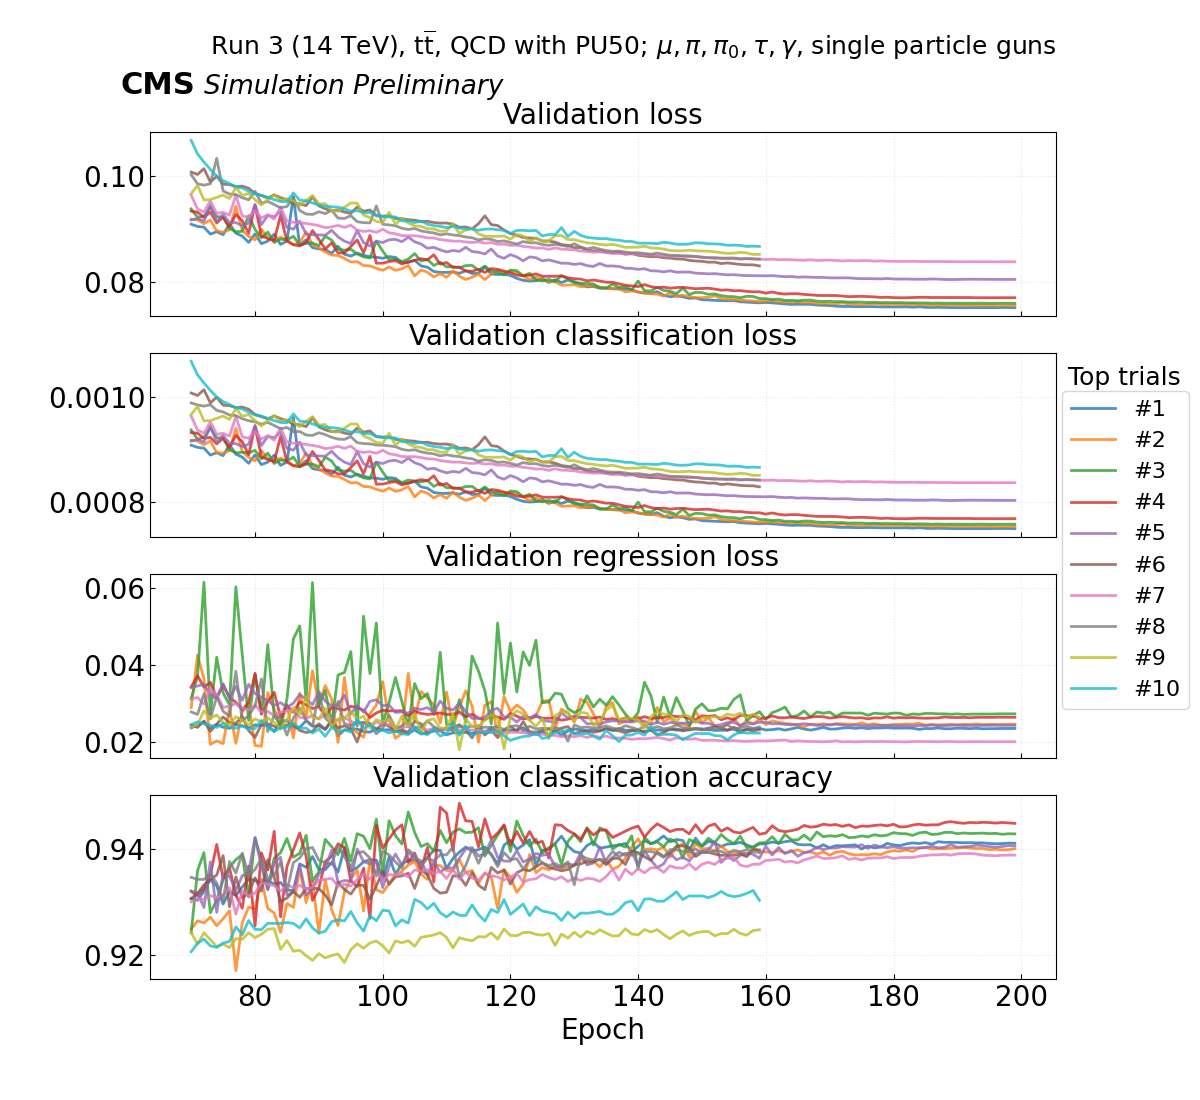 Run 3 (14 TeV), tt̅, QCD with PU50; μ, π, π₀, τ, γ, single particle guns
CMS Simulation Preliminary
Validation loss
0.10
0.08
Validation classification loss
0.0010
0.0008
Validation regression loss
0.06
0.04
0.02
Validation classification accuracy
0.94
0.92
80 100 120 140 160 180 200
Epoch
Top trials
#1
#2
#3
#4
#5
#6
#7
#8
#9
#10